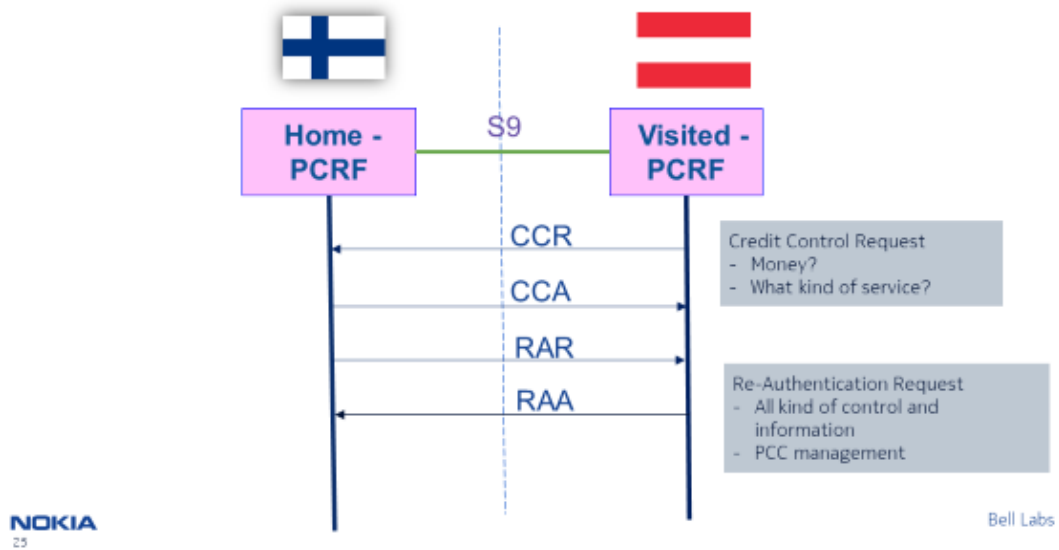 Home -
PCRF
S9
Visited -
PCRF
CCR
Credit Control Request
- Money?
- What kind of service?
CCA
RAR
Re-Authentication Request
- All kind of control and
information
- PCC management
RAA
NOKIA
25
Bell Labs